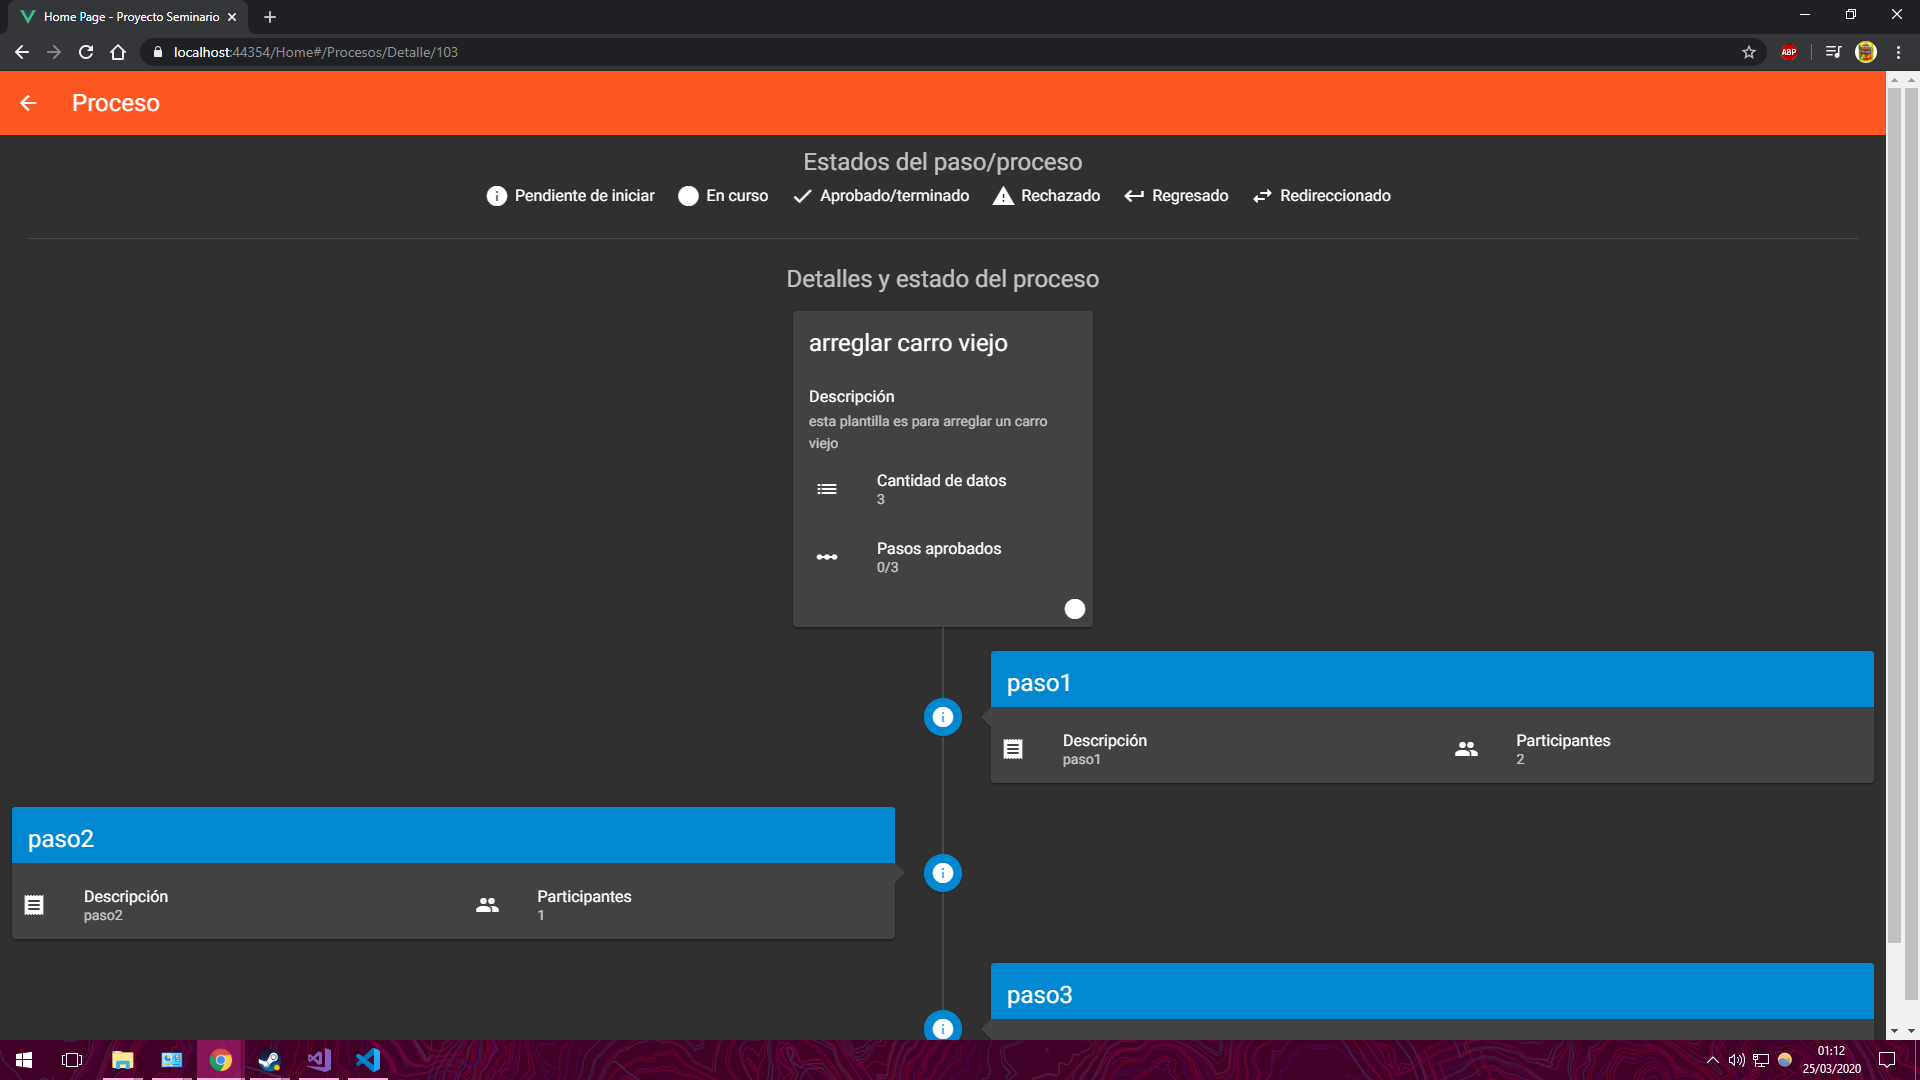 Home Page - Proyecto Seminario
localhost:44354/Home#/Procesos/Detalle/103
ABP
Proceso
Estados del paso/proceso
Pendiente de iniciar En curso Aprobado/terminado Rechazado Regresado Redireccionado
Detalles y estado del proceso
arreglar carro viejo
Descripción
esta plantilla es para arreglar un carro
viejo
Cantidad de datos
3
Pasos aprobados
0/3
paso1
Descripción
paso1
Participantes
2
paso2
Descripción
paso2
Participantes
1
paso3
01:12
25/03/2020